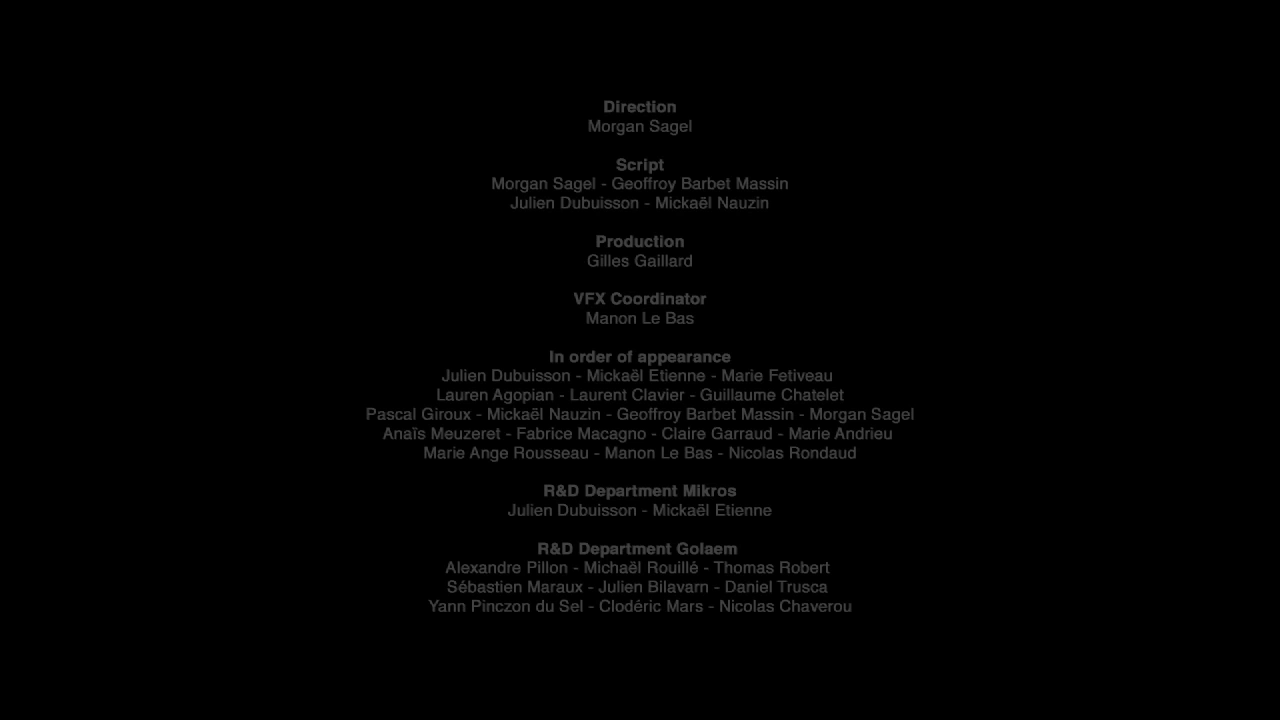 Direction
Morgan Sagel
Script
Morgan Sagel - Geoffroy Barbet Massin
Julien Dubuisson - Mickaël Nauzin
Production
Gilles Gaillard
VFX Coordinator
Manon Le Bas
In order of appearance
Julien Dubuisson - Mickaël Etienne - Marie Fetiveau
Lauren Agopian - Laurent Clavier - Guillaume Chatelet
Pascal Giroux - Mickaël Nauzin - Geoffroy Barbet Massin - Morgan Sagel
Anaïs Meuzeret - Fabrice Macagno - Claire Garraud - Marie Andrieu
Marie Ange Rousseau - Manon Le Bas - Nicolas Rondaud
R&D Department Mikros
Julien Dubuisson - Mickaël Etienne
R&D Department Golaem
Alexandre Pillon - Michaël Rouillé - Thomas Robert
Sébastien Maraux - Julien Bilavarn - Daniel Trusca
Yann Pinczon du Sel - Clodéric Mars - Nicolas Chaverou